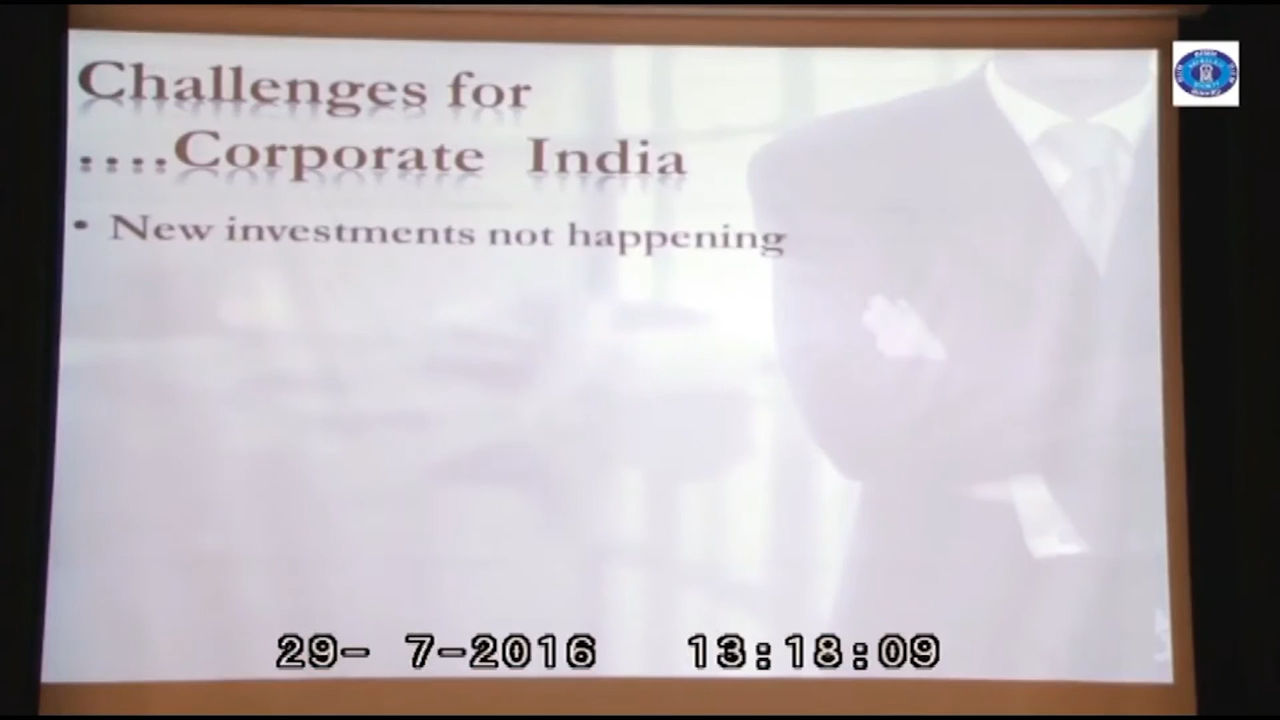 Challenges for
....Corporate India
• New investments not happening
29- 7-2016 13:18:09